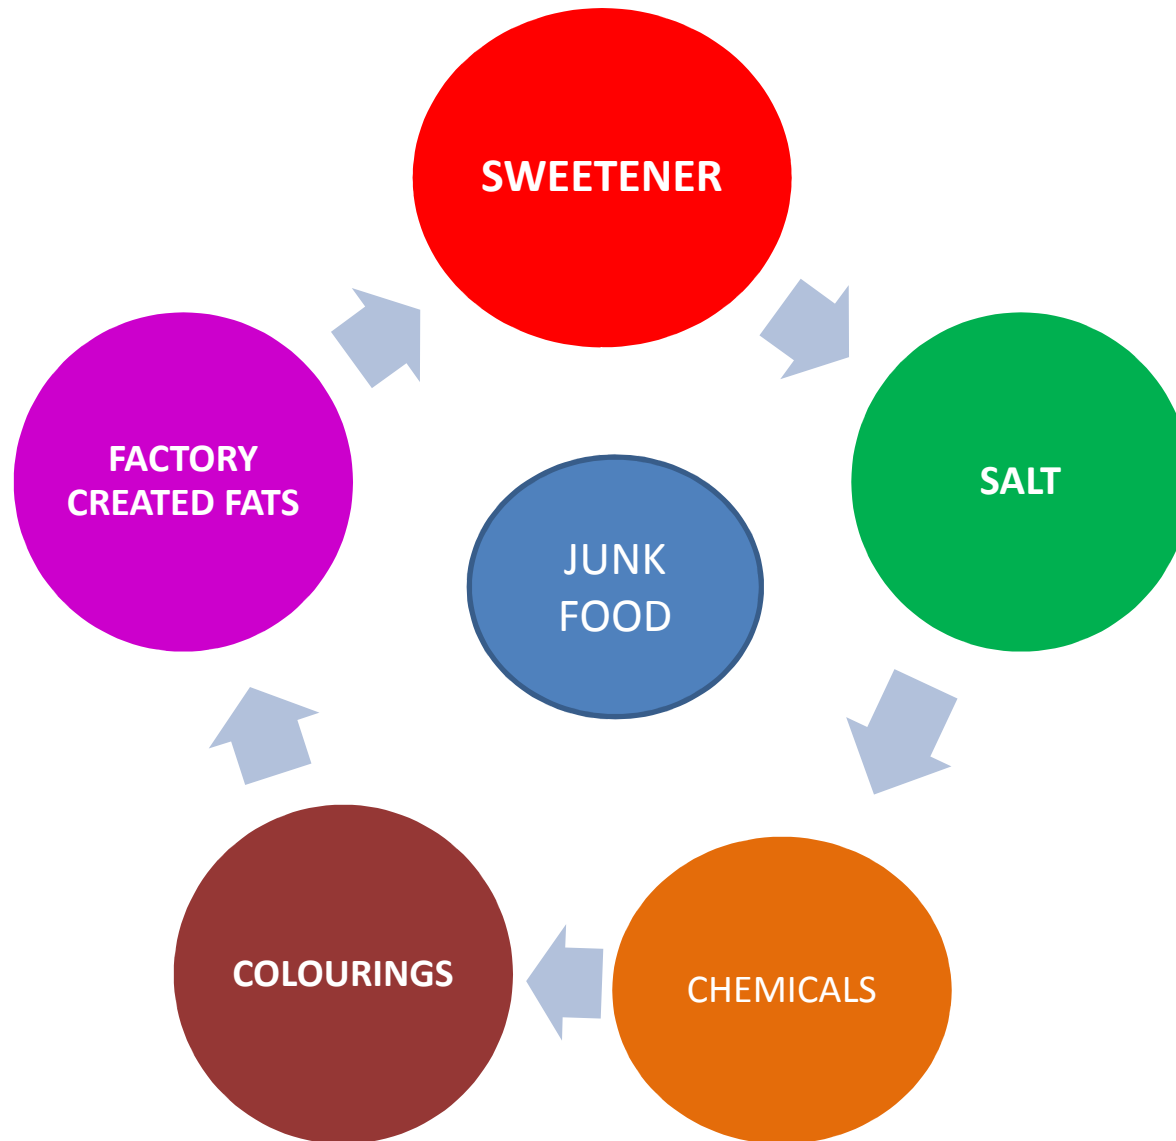 SWEETENER
SALT
CHEMICALS
COLOURINGS
FACTORY
CREATED FATS
JUNK
FOOD